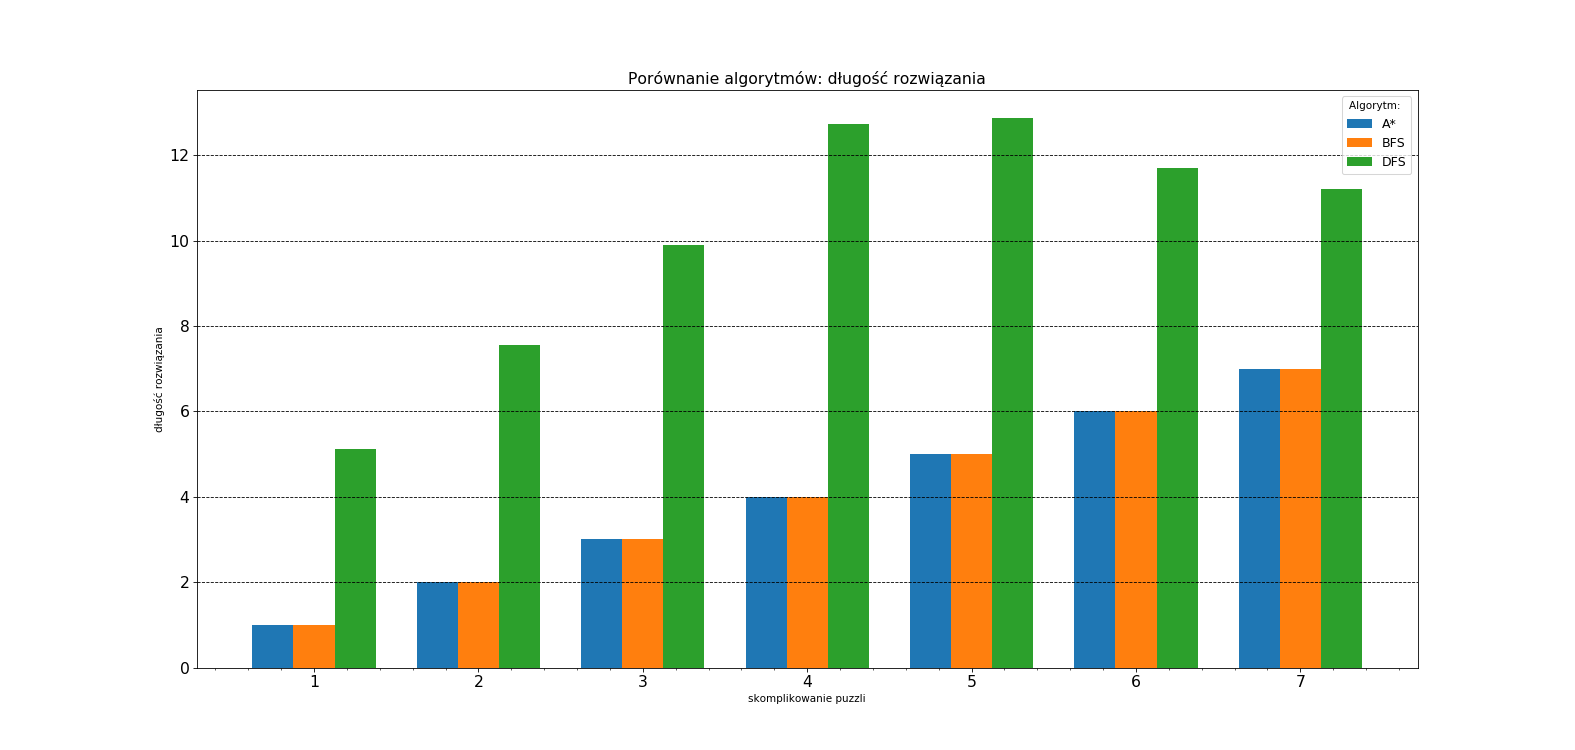 Porównanie algorytmów: długość rozwiązania
Algorytm:
A*
BFS
DFS
12
10
8
6
4
2
0
długość rozwiązania
1 2 3 4 5 6 7
skomplikowanie puzzli